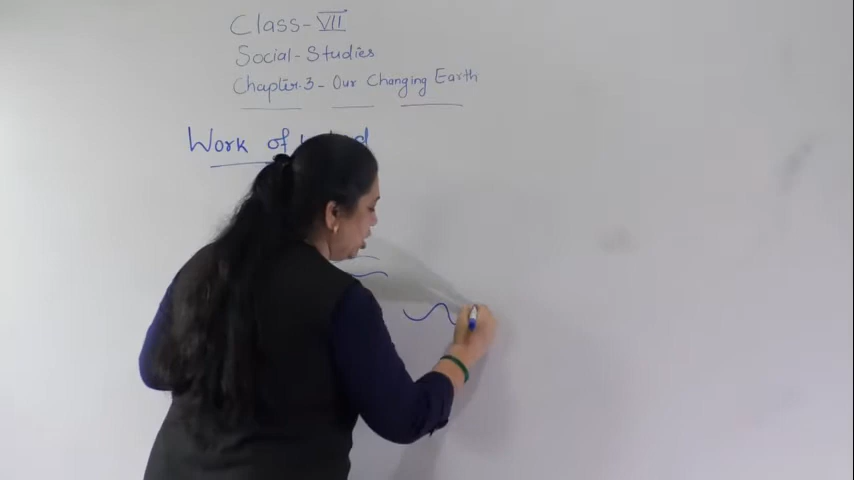 Class-VII
Social-Studies
Chapter.3- Our Changing Earth
Work of